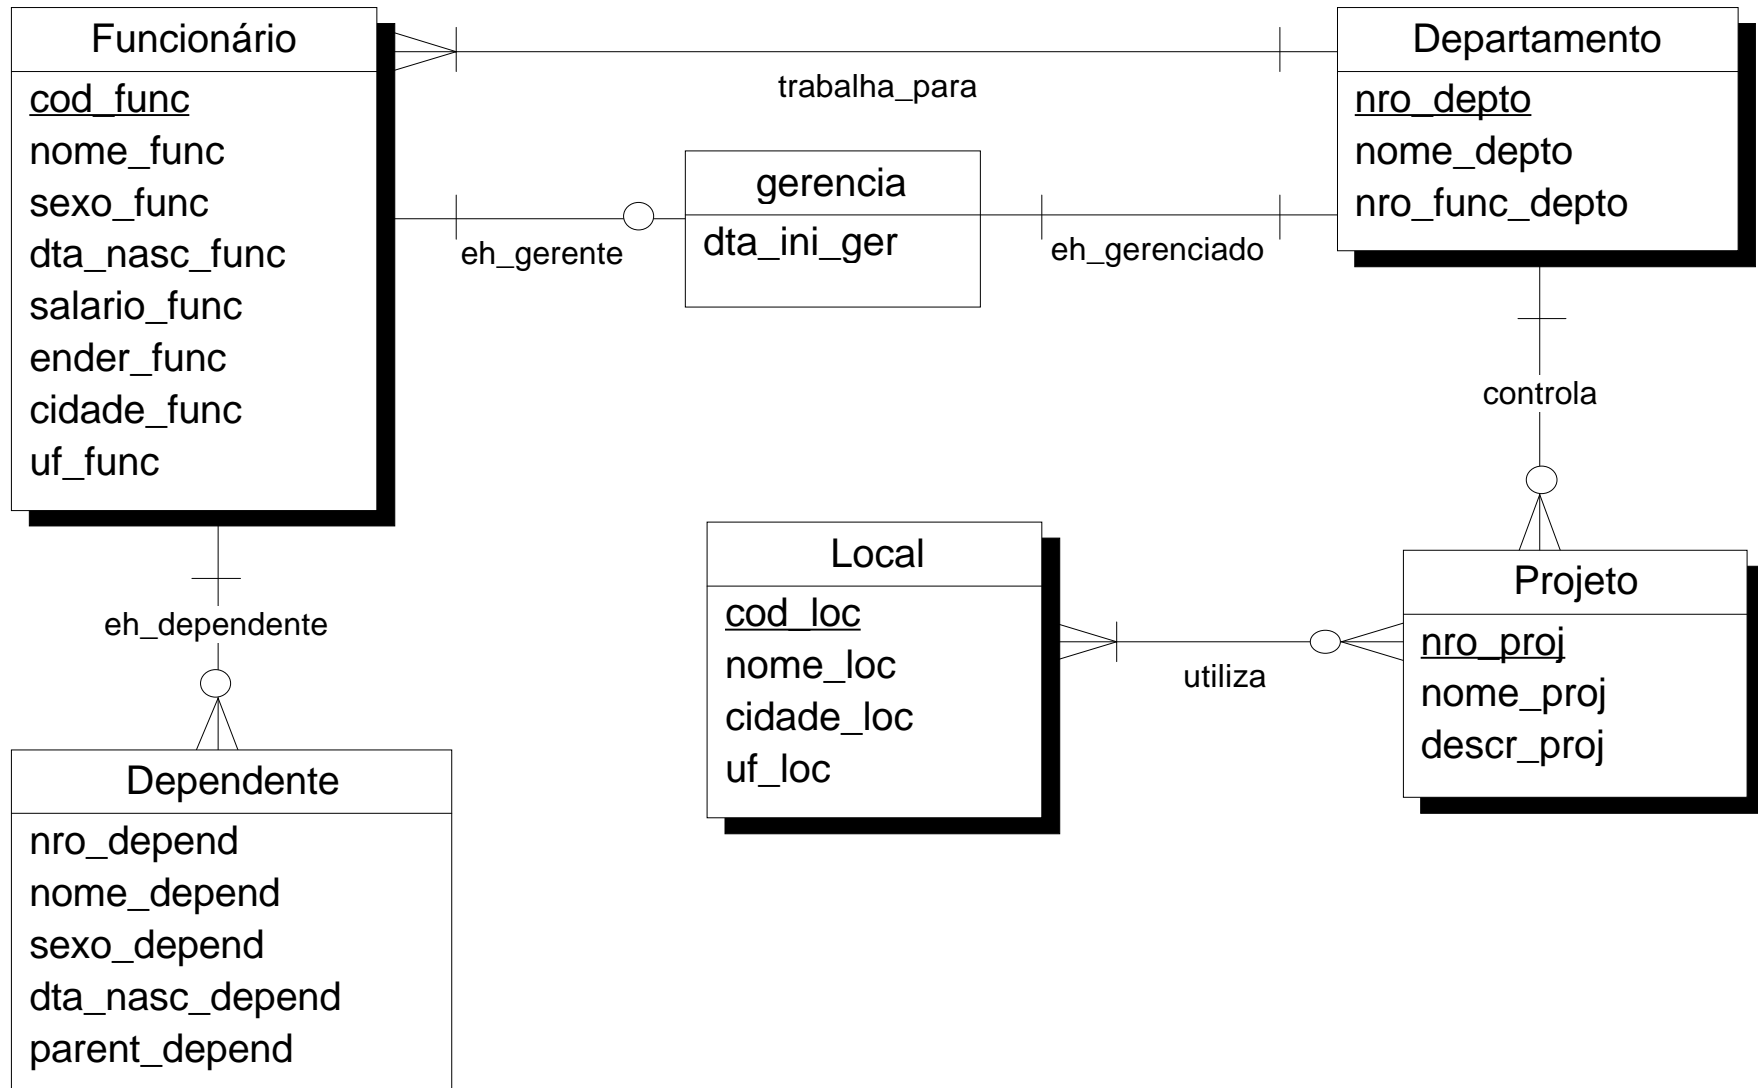 Funcionário
cod_func
nome_func
sexo_func
dta_nasc_func
salario_func
ender_func
cidade_func
uf_func
trabalha_para
Departamento
nro_depto
nome_depto
nro_func_depto
eh_gerente
gerencia
dta_ini_ger
eh_gerenciado
controla
eh_dependente
Local
cod_loc
nome_loc
cidade_loc
uf_loc
utiliza
Projeto
nro_proj
nome_proj
descr_proj
Dependente
nro_depend
nome_depend
sexo_depend
dta_nasc_depend
parent_depend